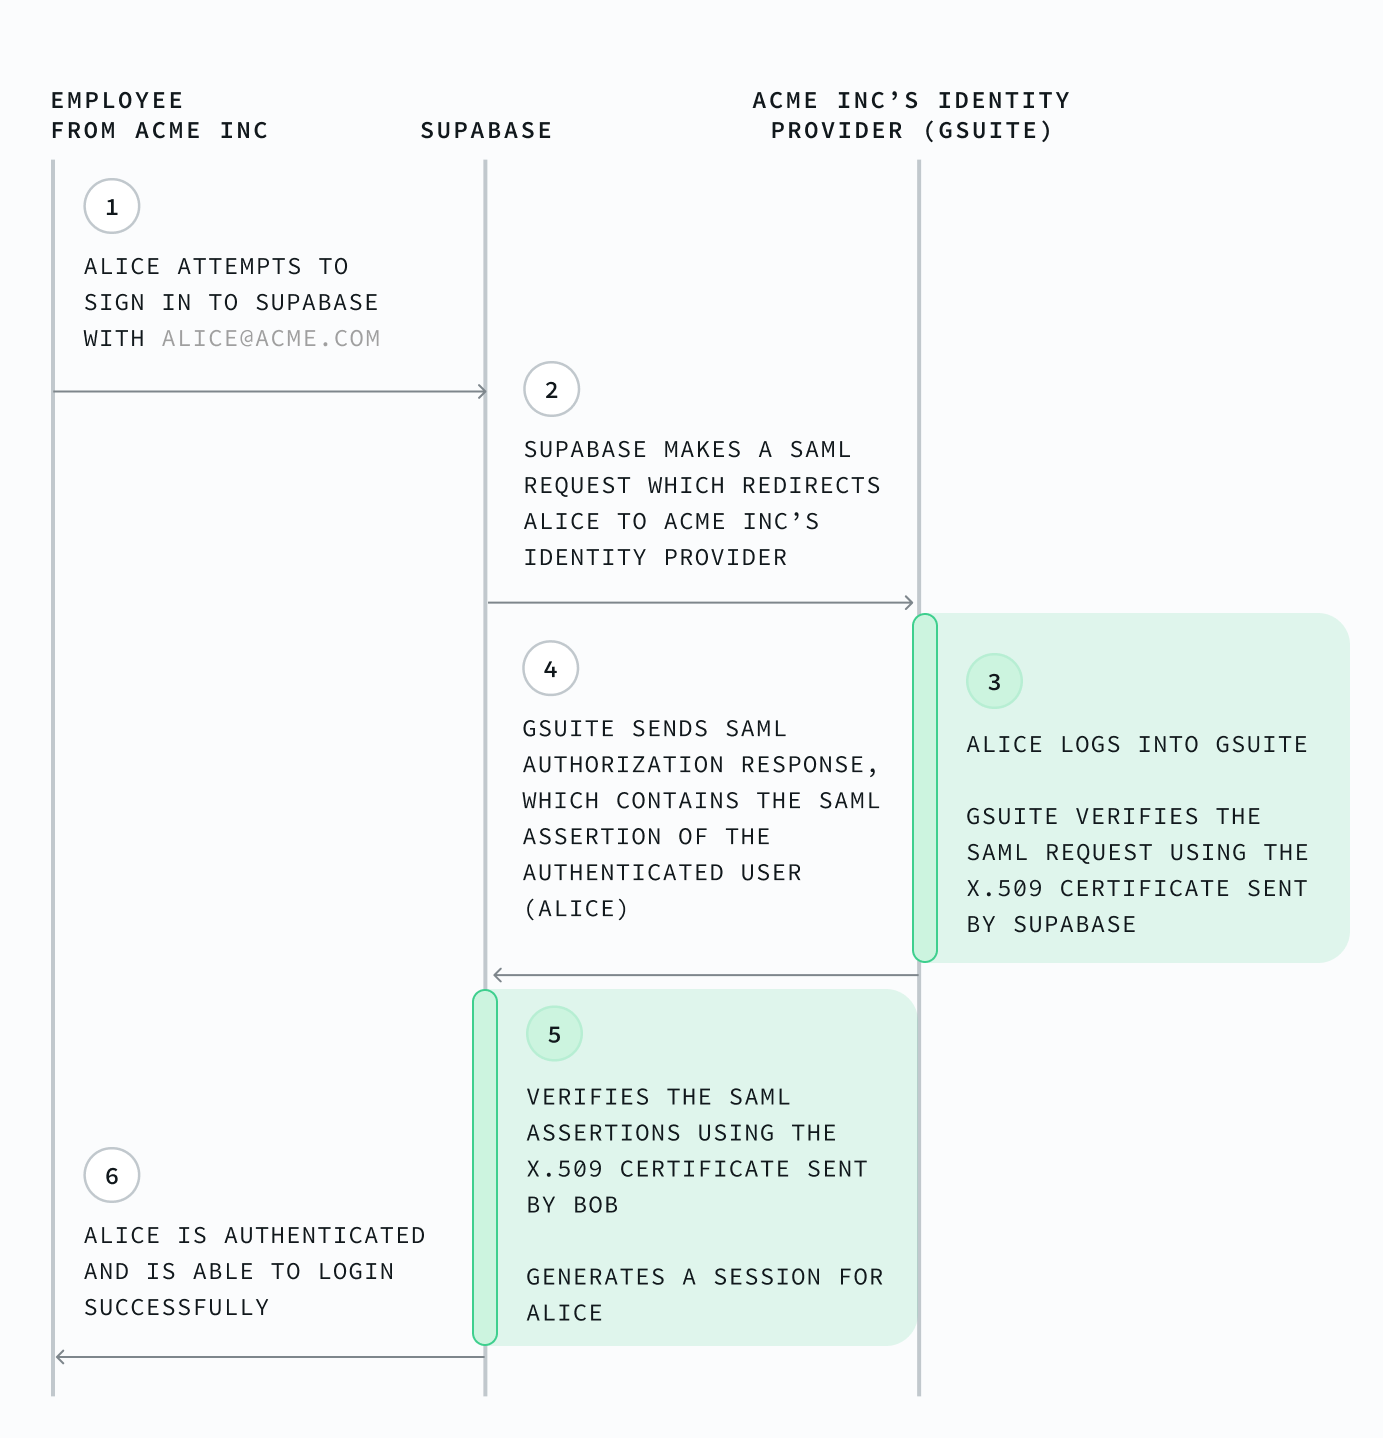 EMPLOYEE
FROM ACME INC
SUPABASE
ACME INC’S IDENTITY
PROVIDER (GSUITE)
1
ALICE ATTEMPTS TO
SIGN IN TO SUPABASE
WITH ALICE@ACME.COM
2
SUPABASE MAKES A SAML
REQUEST WHICH REDIRECTS
ALICE TO ACME INC’S
IDENTITY PROVIDER
3
ALICE LOGS INTO GSUITE
GSUITE VERIFIES THE
SAML REQUEST USING THE
X.509 CERTIFICATE SENT
BY SUPABASE
4
GSUITE SENDS SAML
AUTHORIZATION RESPONSE,
WHICH CONTAINS THE SAML
ASSERTION OF THE
AUTHENTICATED USER
(ALICE)
5
VERIFIES THE SAML
ASSERTIONS USING THE
X.509 CERTIFICATE SENT
BY BOB
GENERATES A SESSION FOR
ALICE
6
ALICE IS AUTHENTICATED
AND IS ABLE TO LOGIN
SUCCESSFULLY